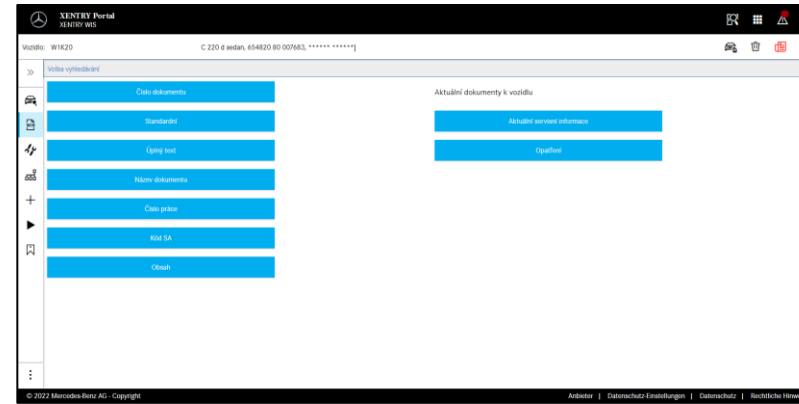 XENTRY Portal
XENTRY WIS
Vozidlo: W1K20 C 220 d sedan, 654820 80 007683, ****** ******|
Volba vyhledávání
Číslo dokumentu
Aktuální dokumenty k vozidlu
Standardní
Aktuální servisní informace
Úplný text
Opatření
Název dokumentu
Číslo práce
Kód SA
Obsah
© 2022 Mercedes-Benz AG - Copyright
Anbieter | Datenschutz-Einstellungen | Datenschutz | Rechtliche Hinw